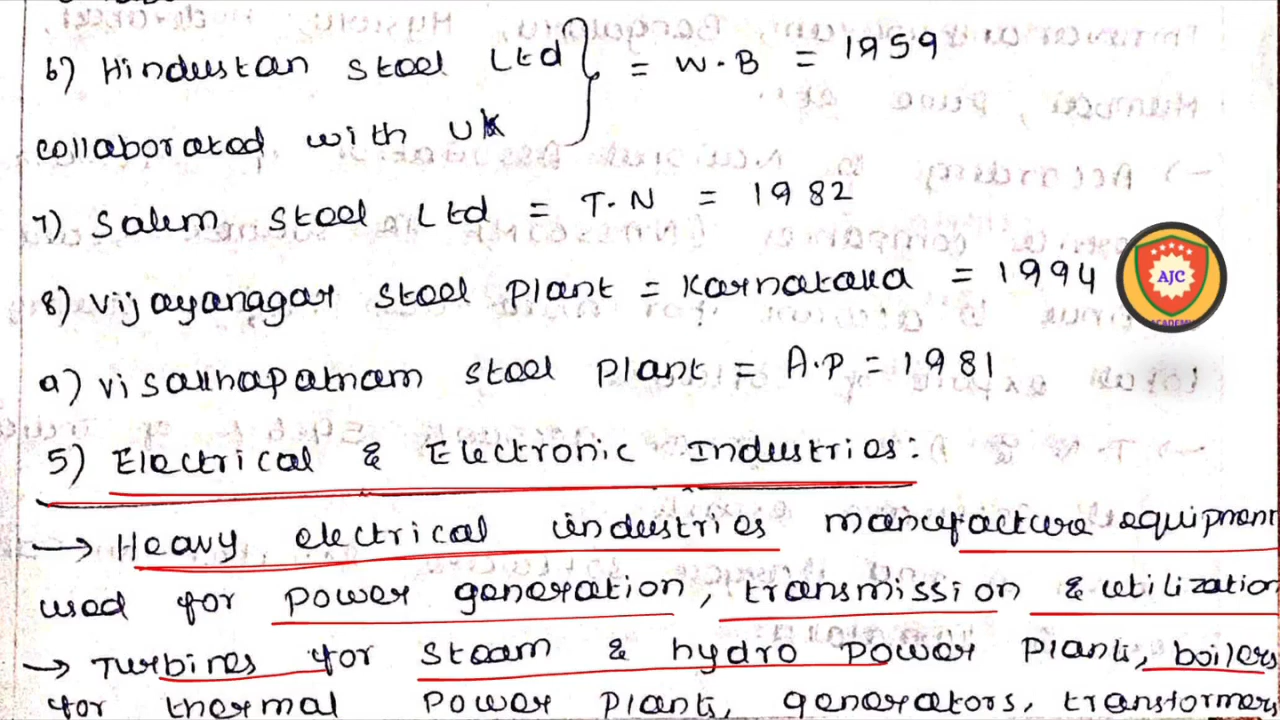 6) Hindustan Steel Ltd } = W.B = 1959
collaborated with UK
7) Salem Steel Ltd = T.N = 1982
8) Vijayanagar Steel Plant = Karnataka = 1994
AJC
ACADEMY
9) Visakhapatnam Steel Plant = A.P = 1981
5) Electrical & Electronic Industries:
→ Heavy electrical industries manufacture equipment
used for power generation, transmission & utilization
→ Turbines for steam & hydro power plants, boilers
for thermal power plants, generators, transformers